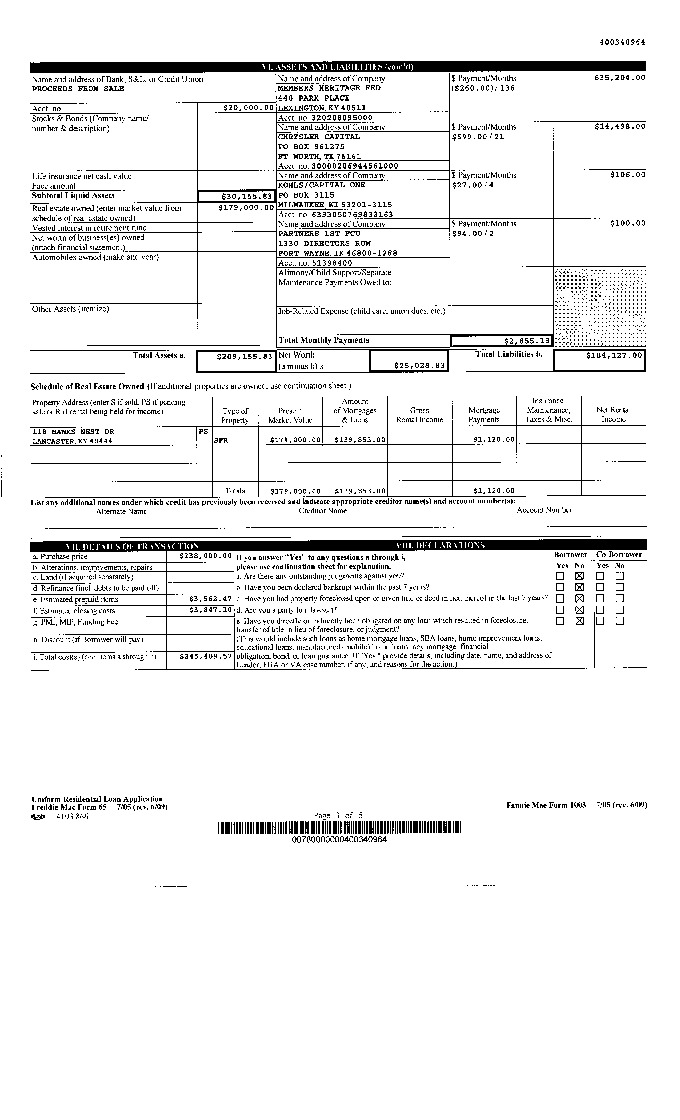 400340964
VI. ASSETS AND LIABILITIES (cont'd)
Name and address of Bank, S&L, or Credit Union
PROCEEDS FROM SALE
Acct. no.
$20,000.00
Stocks & Bonds (Company name/
number & description)
Life insurance net cash value
Face amount
Subtotal Liquid Assets
$30,155.83
Real estate owned (enter market value from
schedule of real estate owned)
$179,000.00
Vested interest in retirement fund
Net worth of business(es) owned
(attach financial statement)
Automobiles owned (make and year)
Other Assets (itemize)
Total Assets a.
$209,155.83
Name and address of Company
MEMBERS HERITAGE FED
440 PARK PLACE
LEXINGTON, KY 40511
Acct. no.
$ Payment/Months
($260.00)/136
Name and address of Company
CHRYSLER CAPITAL
PO BOX 961275
FT WORTH, TX 76161
Acct. no. 30000206944561000
$ Payment/Months
$599.00/21
$14,498.00
Name and address of Company
KOHLS/CAPITAL ONE
PO BOX 3115
MILWAUKEE WI 53201-3115
Acct. no. 6393050769833163
$ Payment/Months
$27.00/4
$106.00
Name and address of Company
PARTNERS 1ST FCU
1330 DIRECTORS ROW
FORT WAYNE, IN 46800-1268
Acct. no. 51398400
$ Payment/Months
$94.00/2
$100.00
Alimony/Child Support/Separate
Maintenance Payments Owed to:
Job-Related Expense (child care, union dues, etc.)
Total Monthly Payments
Net Worth
(a minus b)
$25,028.83
Total Liabilities b.
$184,127.00
Schedule of Real Estate Owned (If additional properties are owned, use continuation sheet.)
Property Address (enter S if sold, PS if pending
sale or R if rental being held for income)
Type of
Property
Present
Market Value
Amount
of Mortgages
& Liens
Gross
Rental Income
Mortgage
Payments
Insurance
Maintenance,
Taxes & Misc.
Net Rental
Income
118 HAWKS NEST DR
LANCASTER, KY 40444
PS
SFR
$179,000.00
$1,120.00
Totals
$179,000.00
$1,120.00
List any additional names under which credit has previously been received and indicate appropriate creditor name(s) and account number(s):
Alternate Name
Creditor Name
Account Number
VII. DETAILS OF TRANSACTION
a. Purchase price
$238,000.00
b. Alterations, improvements, repairs
c. Land (if acquired separately)
d. Refinance (incl. debts to be paid off)
e. Estimated prepaid items
$3,562.47
f. Estimated closing costs
$3,847.10
g. PMI, MIP, Funding Fee
h. Discount (if Borrower will pay)
i. Total costs (add items a through h)
$245,409.57
VIII. DECLARATIONS
If you answer "Yes" to any questions a through i,
please use continuation sheet for explanation.
Borrower
Co-Borrower
Yes No
Yes No
a. Are there any outstanding judgments against you?
b. Have you been declared bankrupt within the past 7 years?
c. Have you had property foreclosed upon or given title or deed in lieu thereof in the last 7 years?
d. Are you a party to a lawsuit?
e. Have you directly or indirectly been obligated on any loan which resulted in foreclosure,
transfer of title in lieu of foreclosure, or judgment?
(This would include such loans as home mortgage loans, SBA loans, home improvement loans,
educational loans, manufactured (mobile) home loans, any mortgage, financial
obligation, bond, or loan guarantee. If "Yes," provide details, including date, name, and address of
Lender, FHA or VA case number, if any, and reasons for the action.)
Uniform Residential Loan Application
Freddie Mac Form 65 7/05 (rev. 6/09)
Page 3 of 5
Fannie Mae Form 1003 7/05 (rev. 6/09)